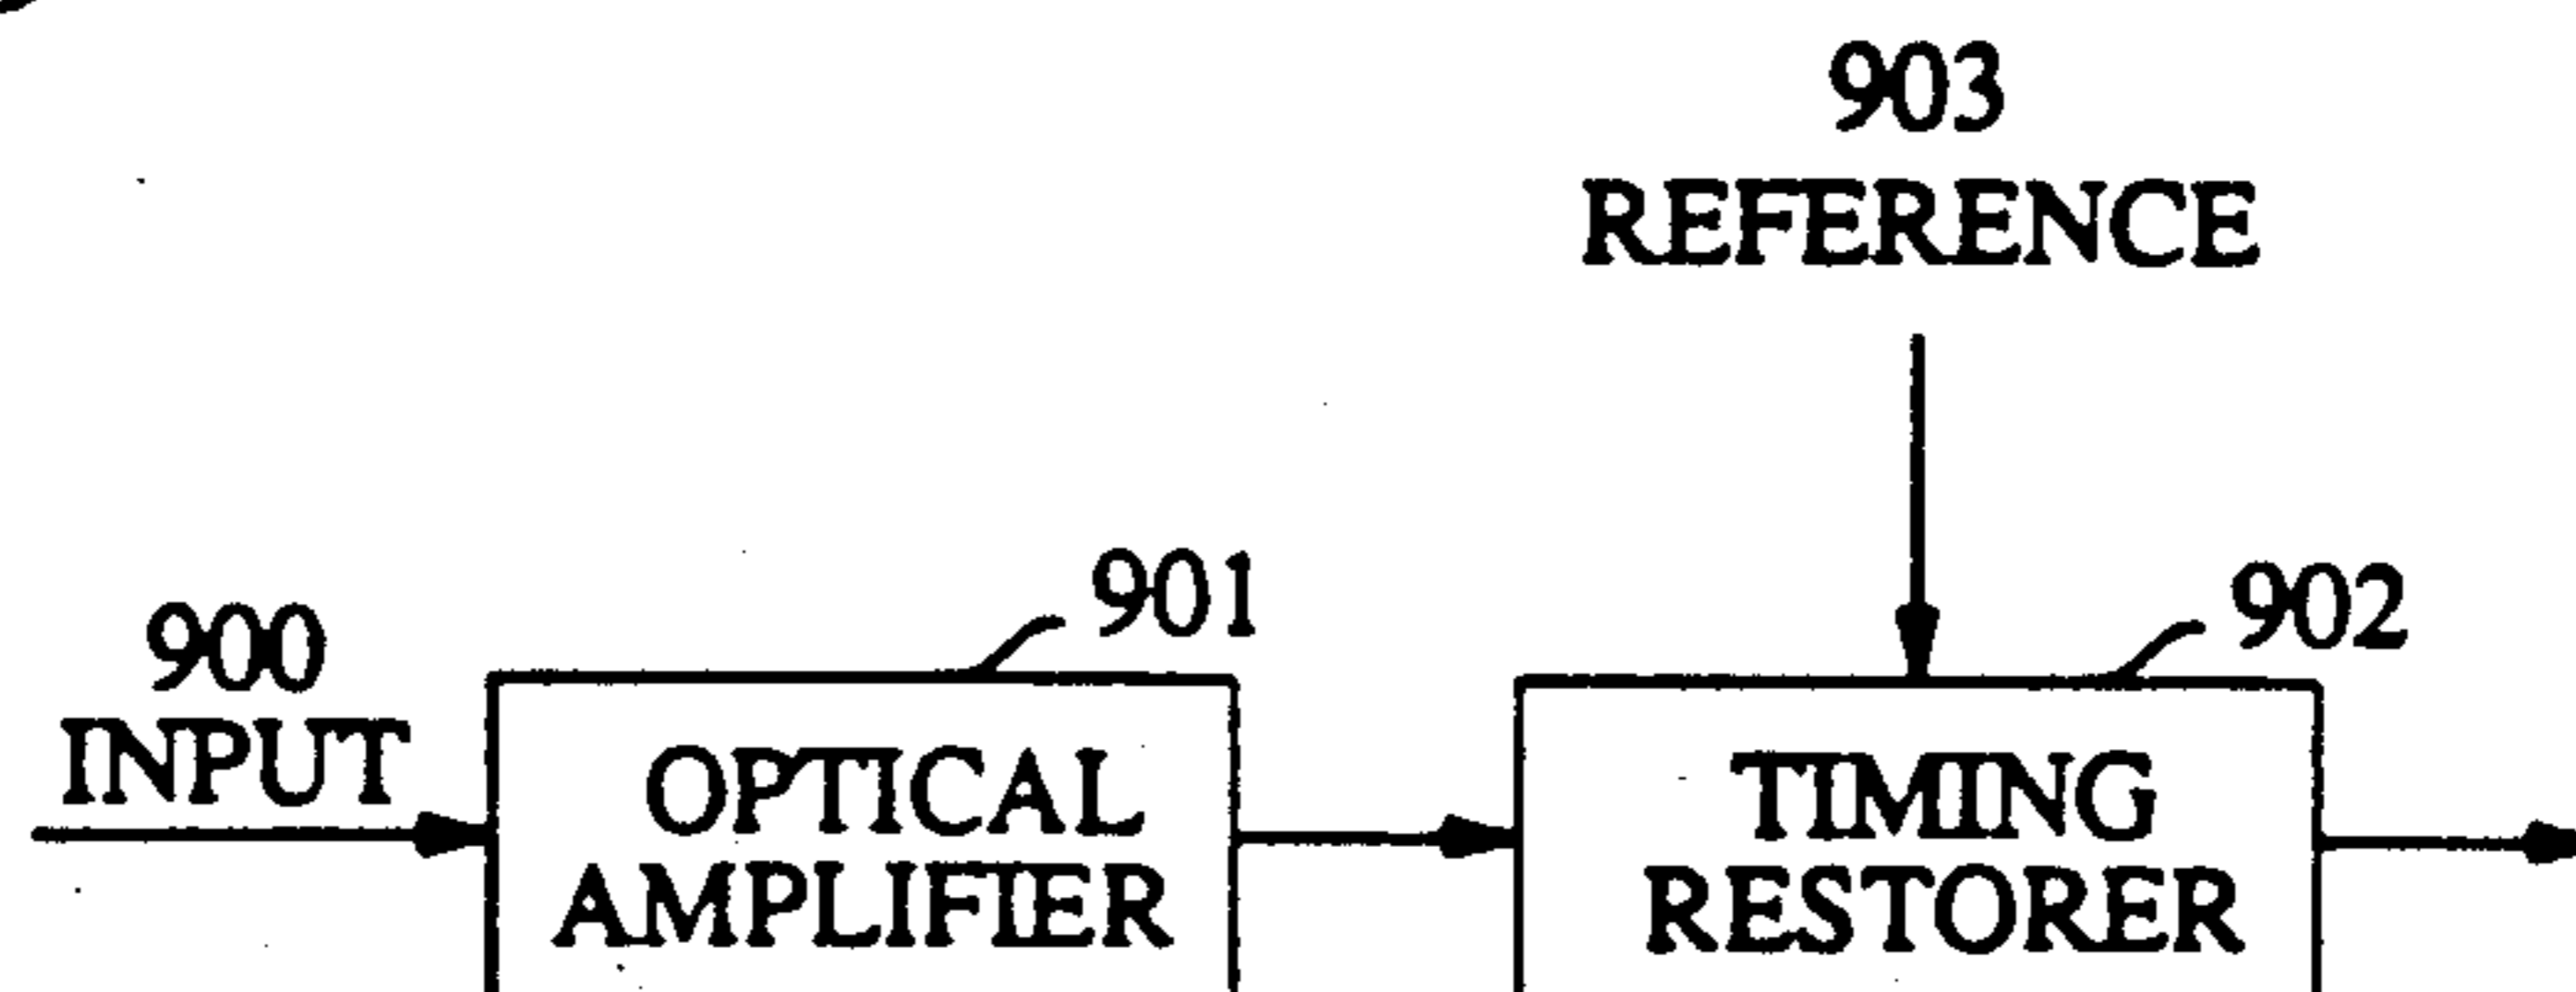 903
REFERENCE
901
902
900
INPUT
OPTICAL
AMPLIFIER
TIMING
RESTORER